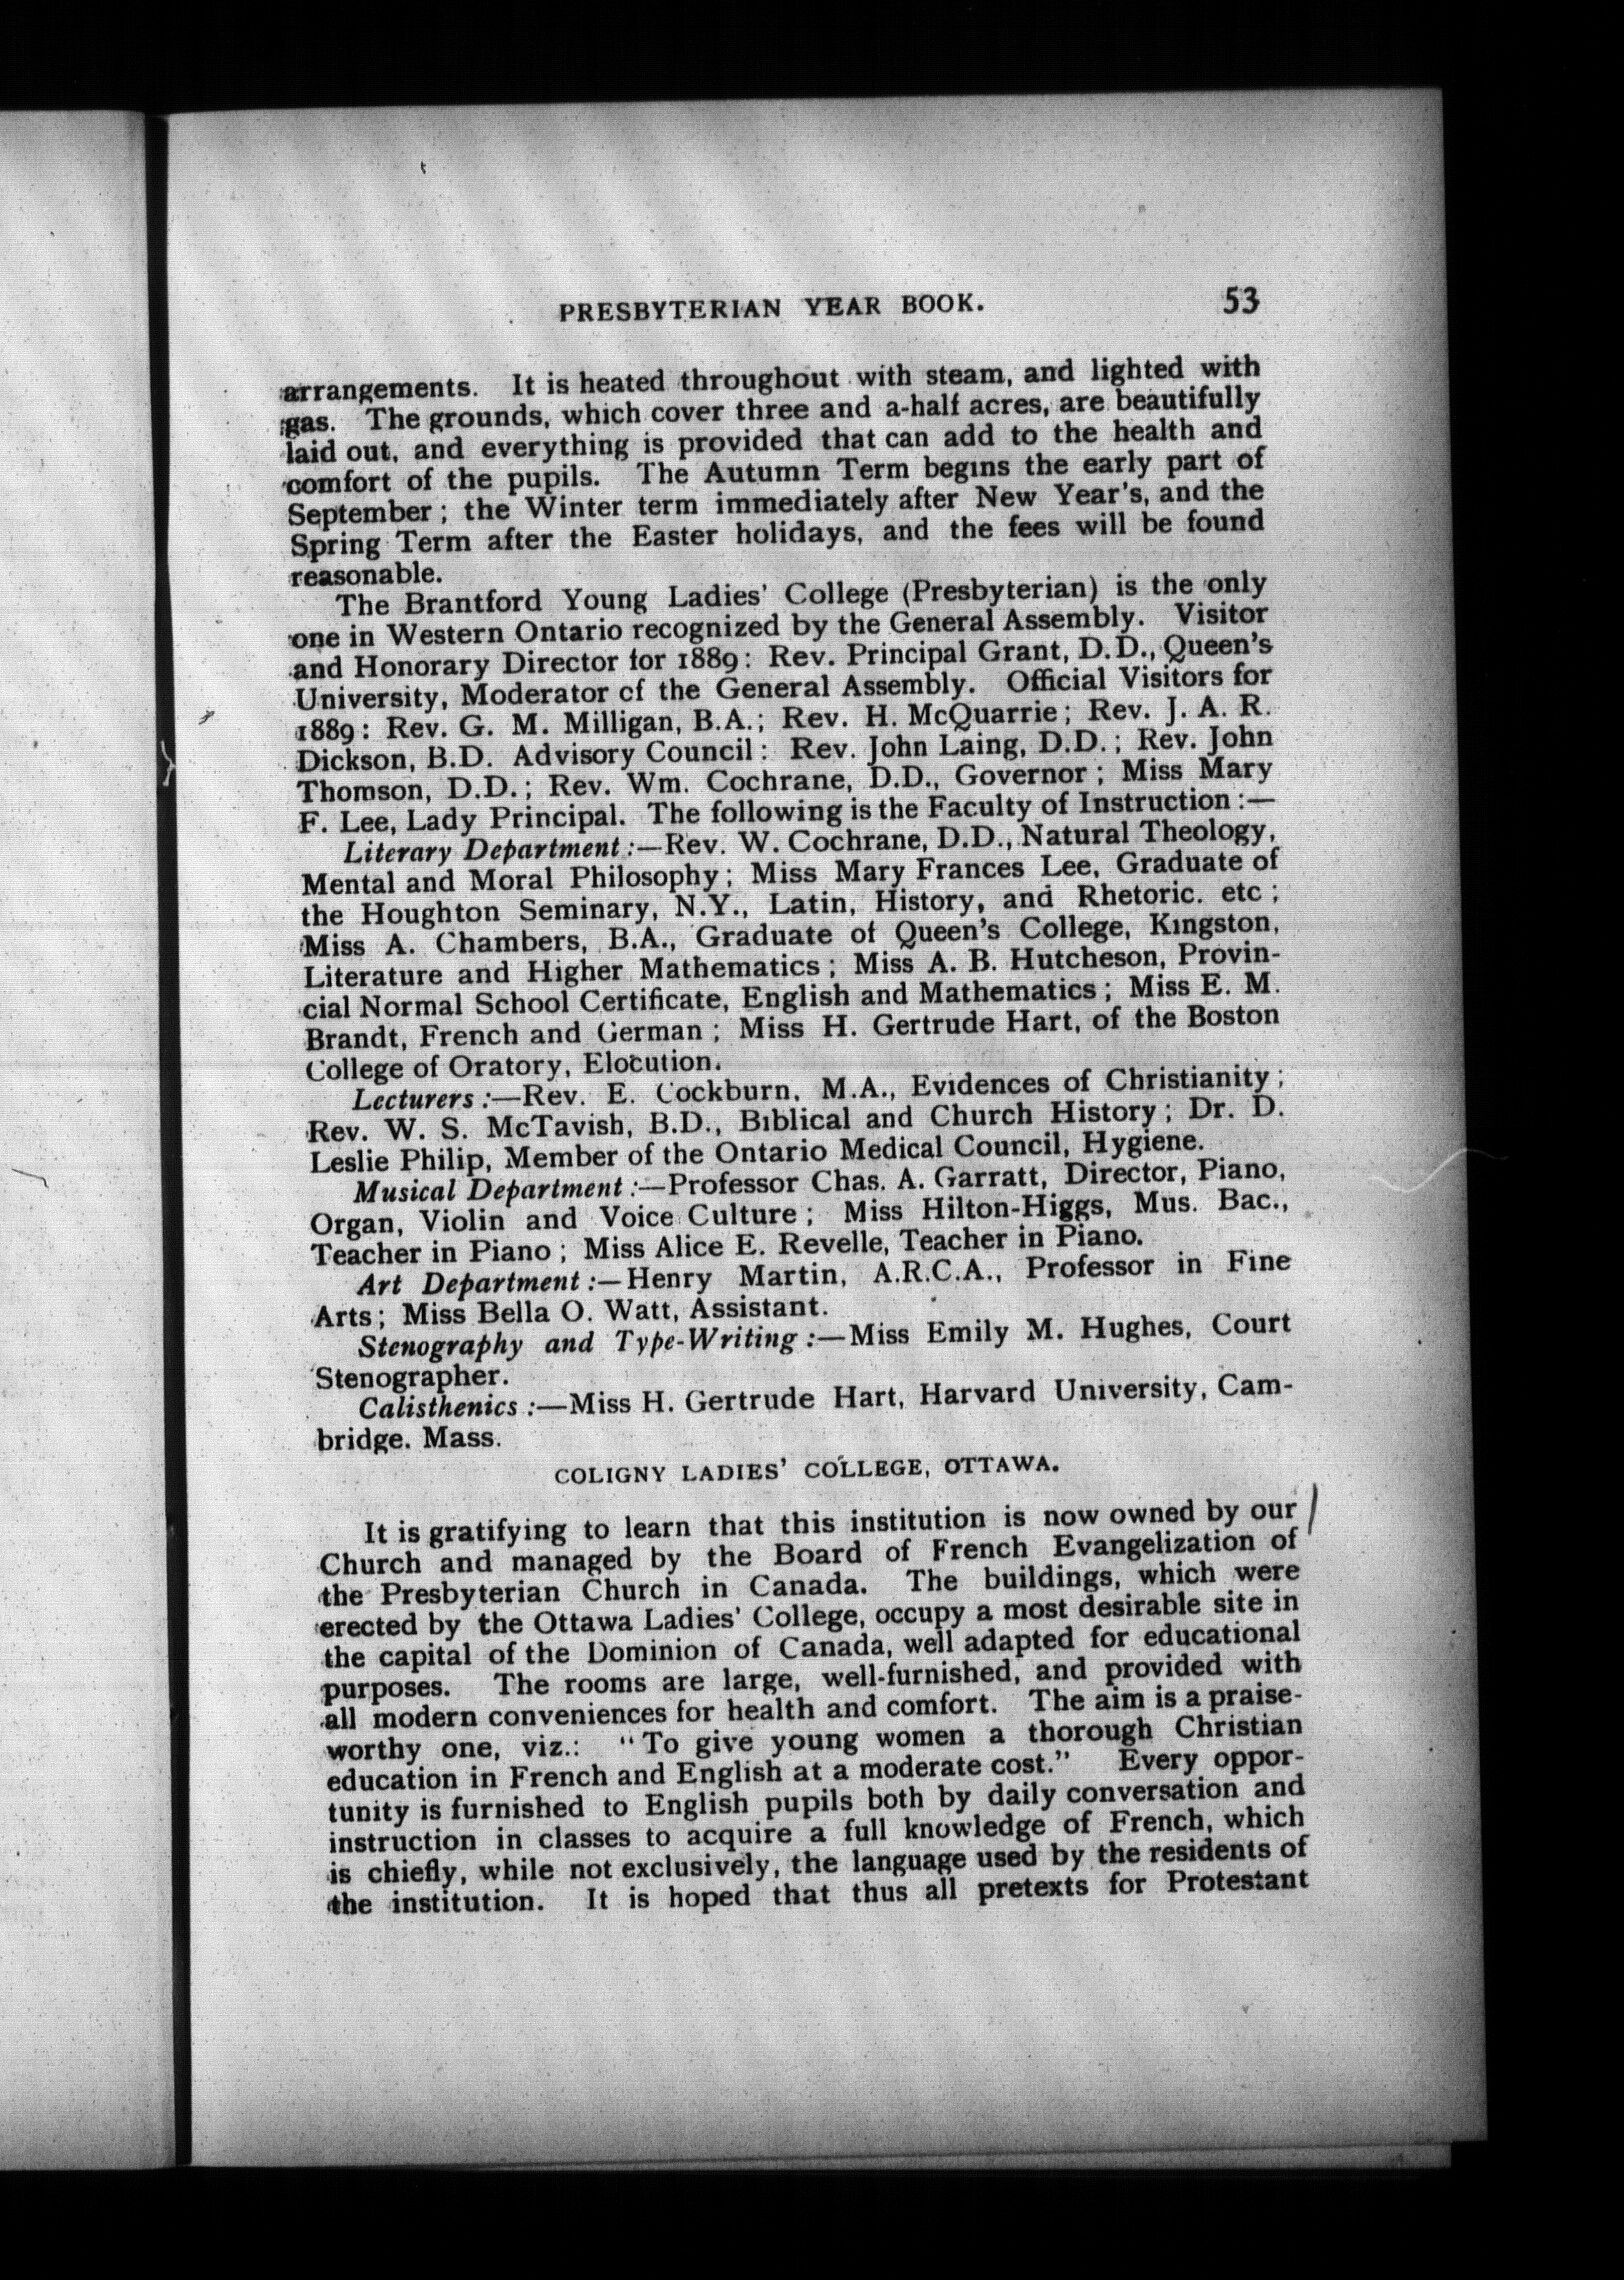 PRESBYTERIAN YEAR BOOK. 53
arrangements. It is heated throughout with steam, and lighted with
gas. The grounds, which cover three and a-half acres, are beautifully
laid out, and everything is provided that can add to the health and
comfort of the pupils. The Autumn Term begins the early part of
September; the Winter term immediately after New Year's, and the
Spring Term after the Easter holidays, and the fees will be found
reasonable.
The Brantford Young Ladies' College (Presbyterian) is the only
one in Western Ontario recognized by the General Assembly. Visitor
and Honorary Director for 1889: Rev. Principal Grant, D.D., Queen's
University, Moderator of the General Assembly. Official Visitors for
1889: Rev. G. M. Milligan, B.A.; Rev. H. McQuarrie; Rev. J. A. R.
Dickson, B.D. Advisory Council: Rev. John Laing, D.D.; Rev. John
Thomson, D.D.; Rev. Wm. Cochrane, D.D., Governor; Miss Mary
F. Lee, Lady Principal. The following is the Faculty of Instruction:—
Literary Department:—Rev. W. Cochrane, D.D., Natural Theology,
Mental and Moral Philosophy; Miss Mary Frances Lee, Graduate of
the Houghton Seminary, N.Y., Latin, History, and Rhetoric. etc;
Miss A. Chambers, B.A., Graduate of Queen's College, Kingston,
Literature and Higher Mathematics; Miss A. B. Hutcheson, Provin-
cial Normal School Certificate, English and Mathematics; Miss E. M.
Brandt, French and German; Miss H. Gertrude Hart, of the Boston
College of Oratory, Elocution.
Lecturers:—Rev. E. Cockburn, M.A., Evidences of Christianity;
Rev. W. S. McTavish, B.D., Biblical and Church History; Dr. D.
Leslie Philip, Member of the Ontario Medical Council, Hygiene.
Musical Department:—Professor Chas. A. Garratt, Director, Piano,
Organ, Violin and Voice Culture; Miss Hilton-Higgs, Mus. Bac.,
Teacher in Piano; Miss Alice E. Revelle, Teacher in Piano.
Art Department:—Henry Martin, A.R.C.A., Professor in Fine
Arts; Miss Bella O. Watt, Assistant.
Stenography and Type-Writing:—Miss Emily M. Hughes, Court
Stenographer.
Calisthenics:—Miss H. Gertrude Hart, Harvard University, Cam-
bridge. Mass.
COLIGNY LADIES' COLLEGE, OTTAWA.
It is gratifying to learn that this institution is now owned by our
Church and managed by the Board of French Evangelization of
the Presbyterian Church in Canada. The buildings, which were
erected by the Ottawa Ladies' College, occupy a most desirable site in
the capital of the Dominion of Canada, well adapted for educational
purposes. The rooms are large, well-furnished, and provided with
all modern conveniences for health and comfort. The aim is a praise-
worthy one, viz.: "To give young women a thorough Christian
education in French and English at a moderate cost." Every oppor-
tunity is furnished to English pupils both by daily conversation and
instruction in classes to acquire a full knowledge of French, which
is chiefly, while not exclusively, the language used by the residents of
the institution. It is hoped that thus all pretexts for Protestant